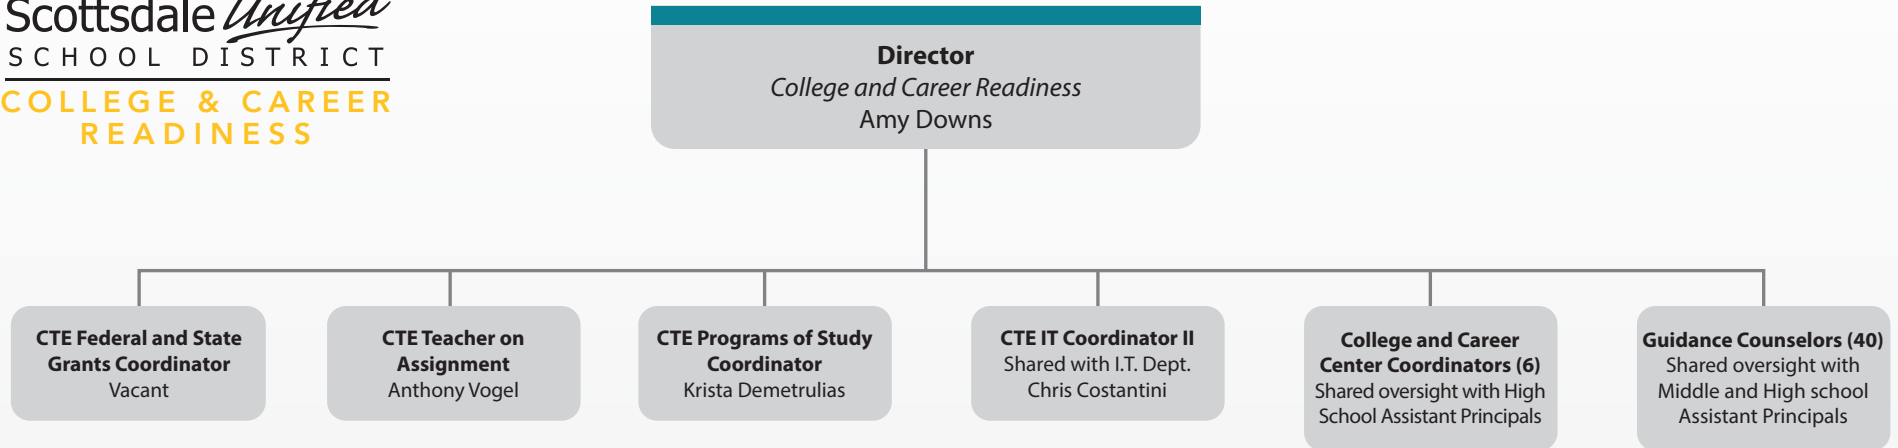 Scottsdale Unified
SCHOOL DISTRICT
COLLEGE & CAREER
READINESS
Director
College and Career Readiness
Amy Downs
CTE Federal and State
Grants Coordinator
Vacant
CTE Teacher on
Assignment
Anthony Vogel
CTE Programs of Study
Coordinator
Krista Demetrulias
CTE IT Coordinator II
Shared with I.T. Dept.
Chris Costantini
College and Career
Center Coordinators (6)
Shared oversight with High
School Assistant Principals
Guidance Counselors (40)
Shared oversight with
Middle and High school
Assistant Principals